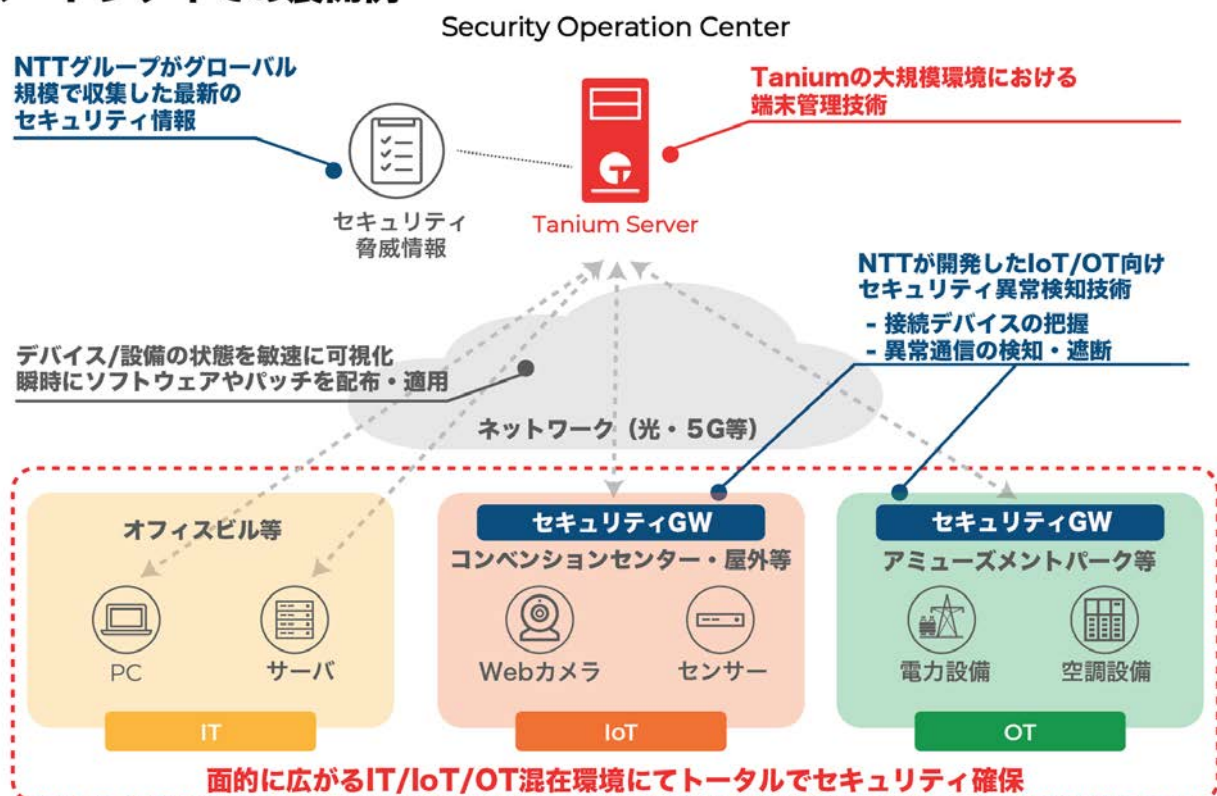 Security Operation Center
NTTグループがグローバル
規模で収集した最新の
セキュリティ情報
Taniumの大規模環境における
端末管理技術
セキュリティ
脅威情報
Tanium Server
NTTが開発したIoT/OT向け
セキュリティ異常検知技術
- 接続デバイスの把握
- 異常通信の検知・遮断
デバイス/設備の状態を敏速に可視化
瞬時にソフトウェアやパッチを配布・適用
ネットワーク（光・５G等）
オフィスビル等
PC
サーバ
IT
セキュリティGW
コンベンションセンター・屋外等
Webカメラ
センサー
IoT
セキュリティGW
アミューズメントパーク等
電力設備
空調設備
OT
面的に広がるIT/IoT/OT混在環境にてトータルでセキュリティ確保